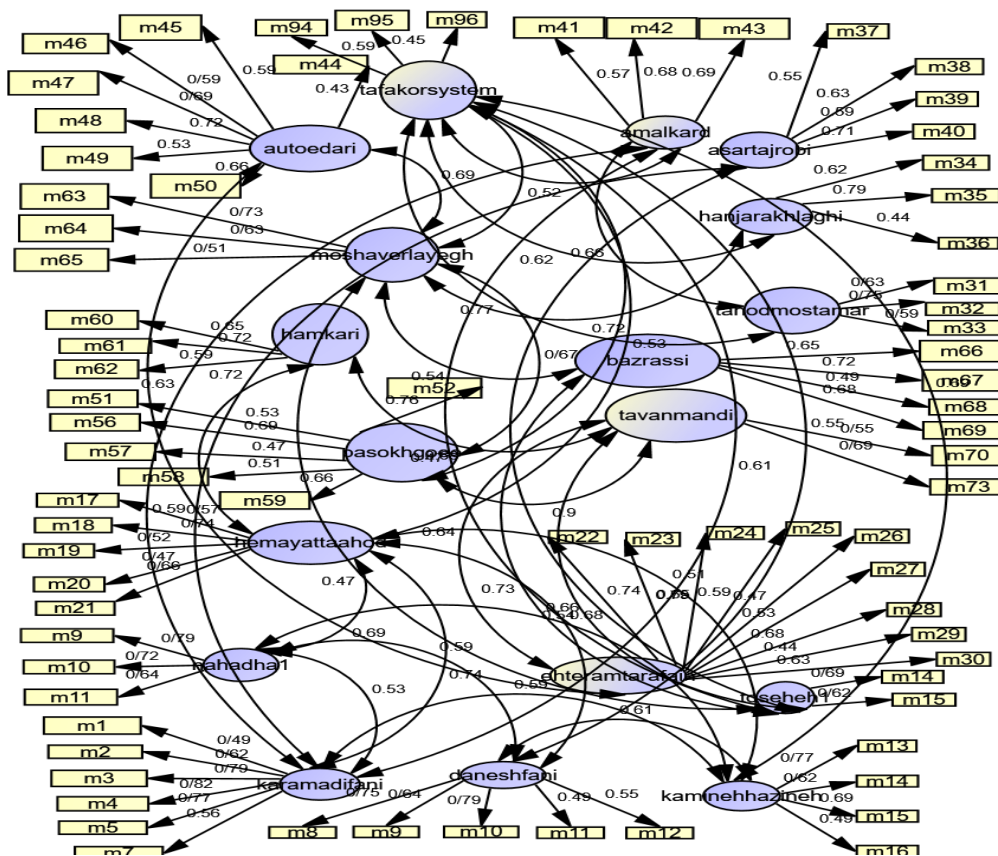 m45
m94
m95
m96
m41
m42
m43
m37
m46
m44
m38
m47
m39
m48
m40
m49
m50
m34
m63
m35
m64
m36
m65
m31
m32
m33
m60
m61
m62
m66
m67
m68
m69
m70
m73
m51
m52
m56
m57
m58
m59
m17
m18
m19
m20
m21
m22
m23
m24
m25
m26
m27
m28
m29
m30
m14
m15
m9
m10
m11
m1
m2
m3
m4
m5
m7
m8
m9
m10
m11
m12
m13
m14
m15
m16
tafakorsystem
autoedari
amalkard
asartajrobi
hanjarakhlaghi
moshaverlayegh
hamkari
bazrassi
tavanmandi
nahadha1
toseheh1
karamadifani
daneshfani
kaminehhazineh
0.59
0.45
0.43
0/59
0.59
0/69
0.72
0.53
0.66
0.57
0.68
0.69
0.55
0.63
0.71
0.62
0.79
0.44
0/73
0/63
0/51
0.69
0.52
0.66
0.62
0.77
0.72
0.53
0/67
0/63
0/59
0.65
0.72
0.49
0.68
0.55
0/55
0/69
0.72
0.59
0.72
0.63
0.54
0.76
0.53
0.69
0.47
0.51
0.66
0.64
0.9
0.61
0/57
0/74
0/52
0/47
0/66
0.47
0.73
0.74
0.51
0.59
0.47
0.53
0.68
0.44
0.63
0.66
0.68
0/69
0/62
0/79
0/72
0/64
0.69
0.59
0.74
0.53
0.59
0.61
0/49
0/62
0/79
0/82
0/77
0.56
0/75
0/64
0/79
0.49
0.55
0/77
0/62
0.69
0.49